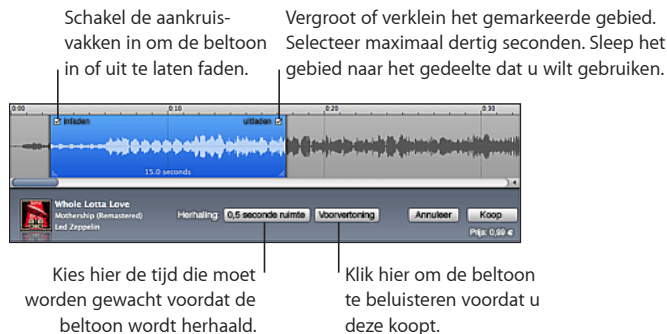 Schakel de aankruis-
vakken in om de beltoon
in of uit te laten faden.
Vergroot of verklein het gemarkeerde gebied.
Selecteer maximaal dertig seconden. Sleep het
gebied naar het gedeelte dat u wilt gebruiken.
0:00 0:10 0:20 0:30
infaden uitfaden
15.0 seconds
Whole Lotta Love
Mothership (Remastered)
Led Zeppelin
Herhaling: 0,5 seconde ruimte Voorvertoning Annuleer Koop
Prijs: 0,99 €
Kies hier de tijd die moet
worden gewacht voordat de
beltoon wordt herhaald.
Klik hier om de beltoon
te beluisteren voordat u
deze koopt.